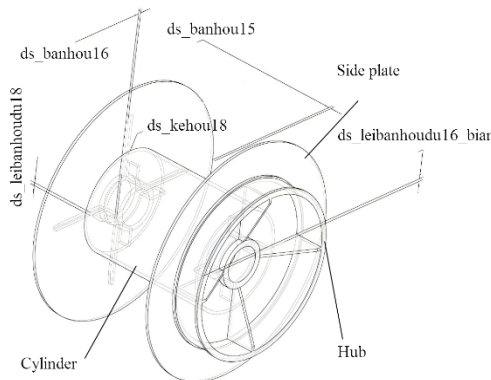 ds_banhou15
ds_banhou16
Side plate
ds_leibanhoudu18
ds_kehou18
ds_leibanhoudu16_bian
Cylinder
Hub